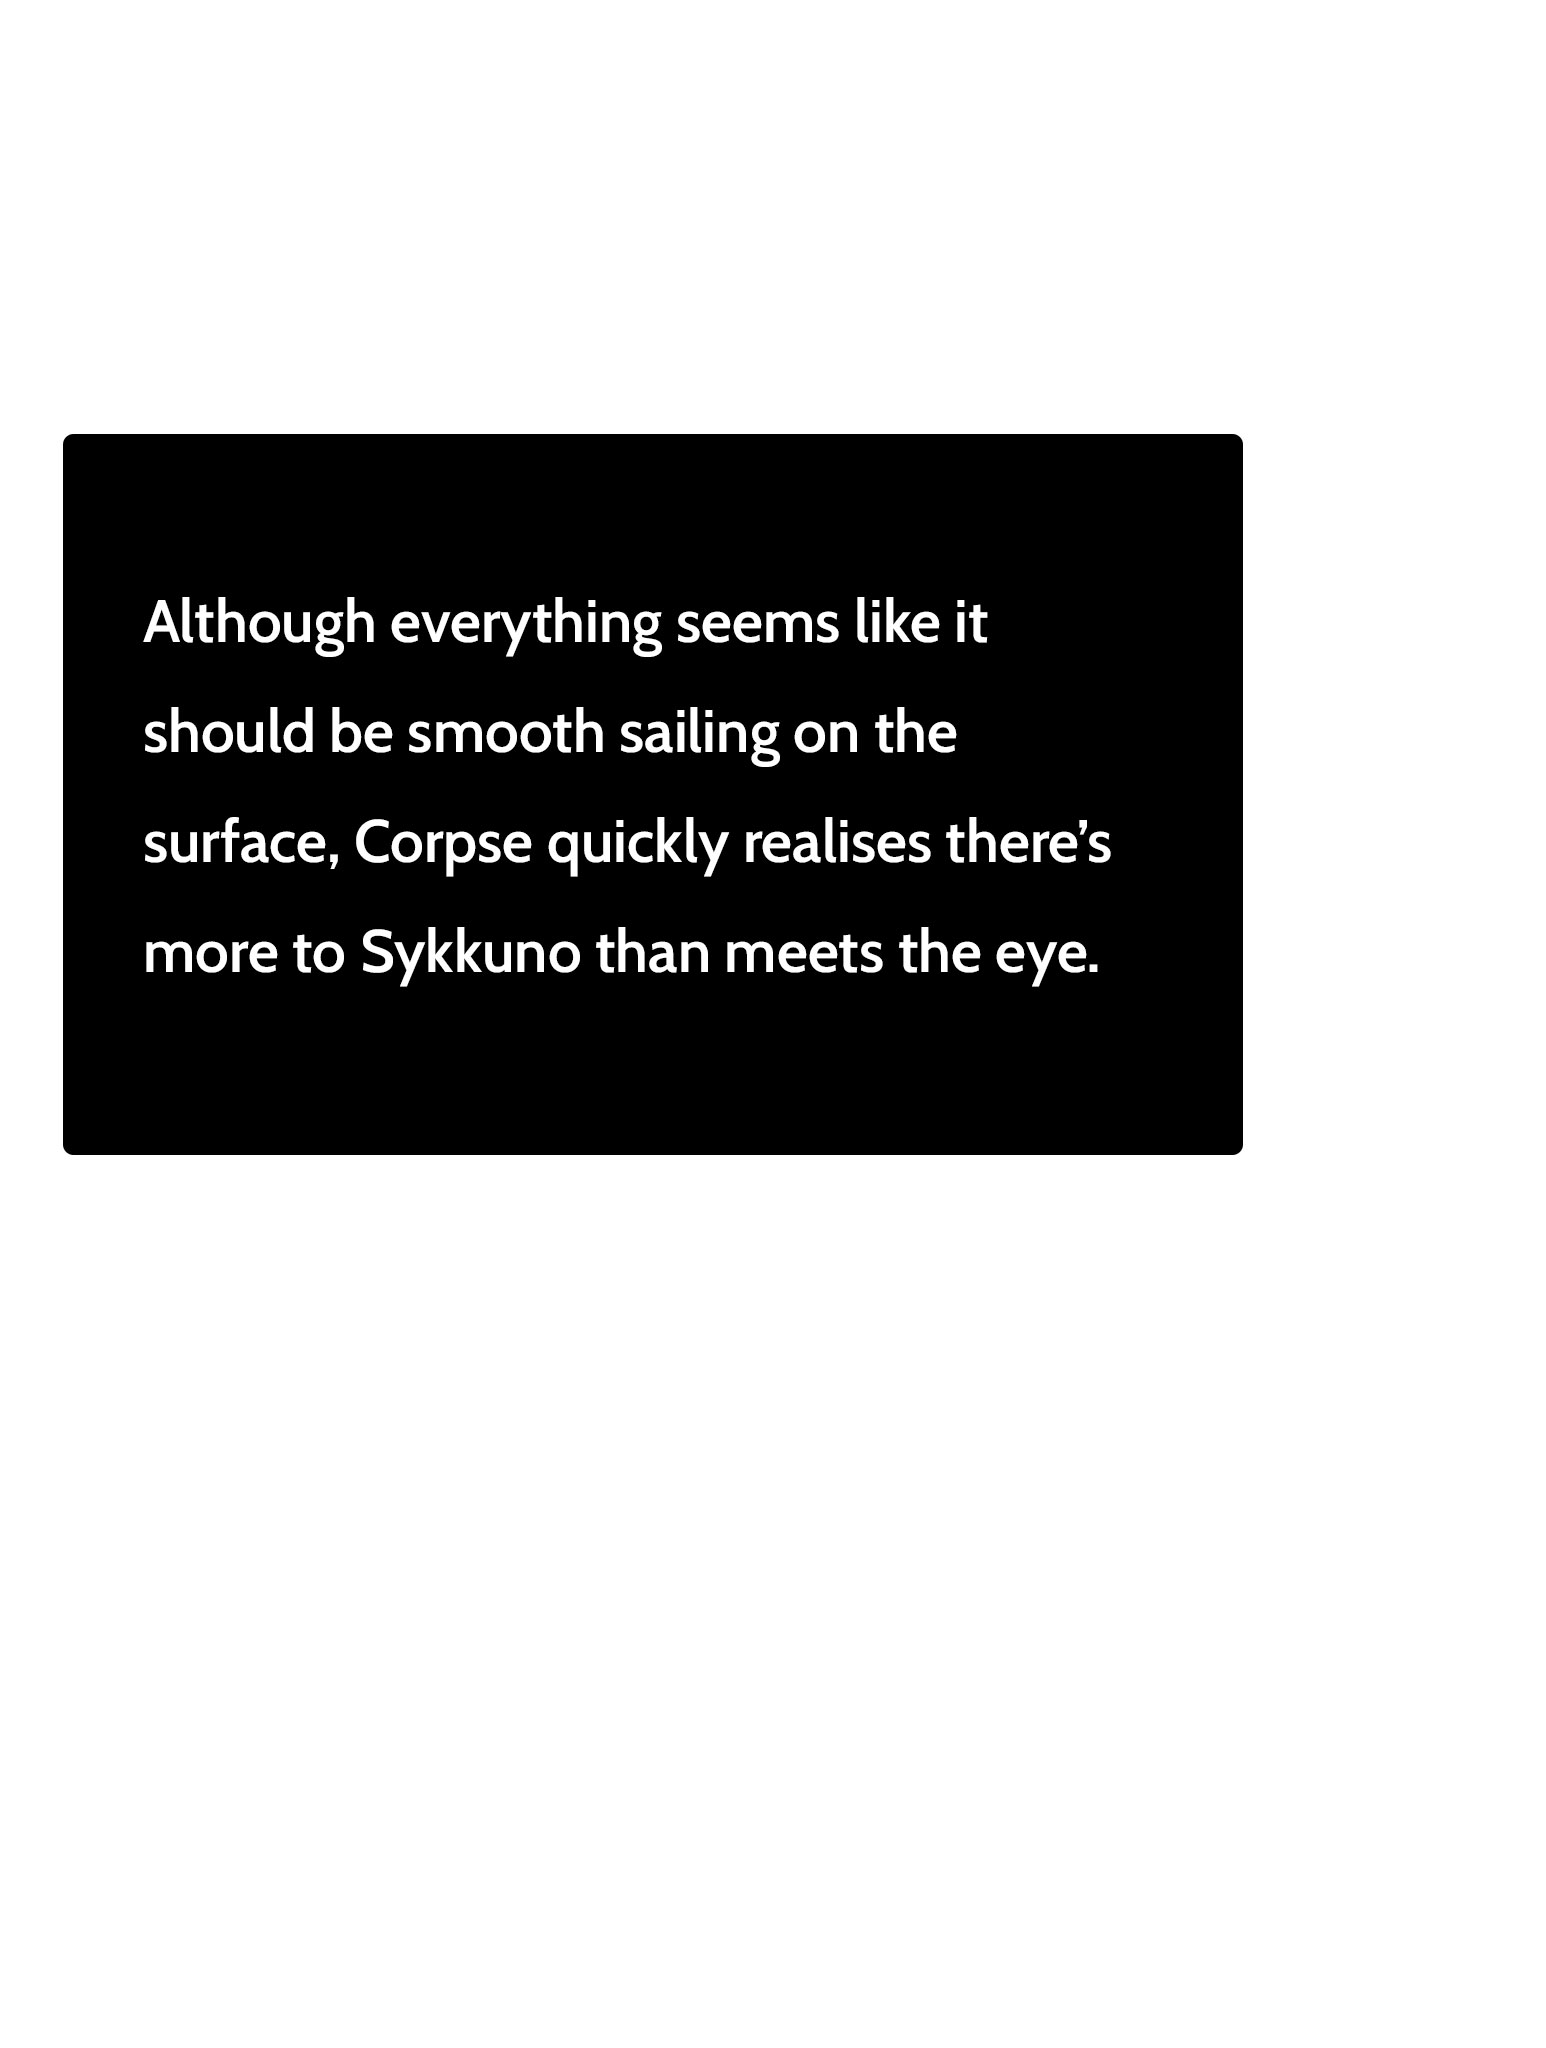 Although everything seems like it
should be smooth sailing on the
surface, Corpse quickly realises there’s
more to Sykkuno than meets the eye.